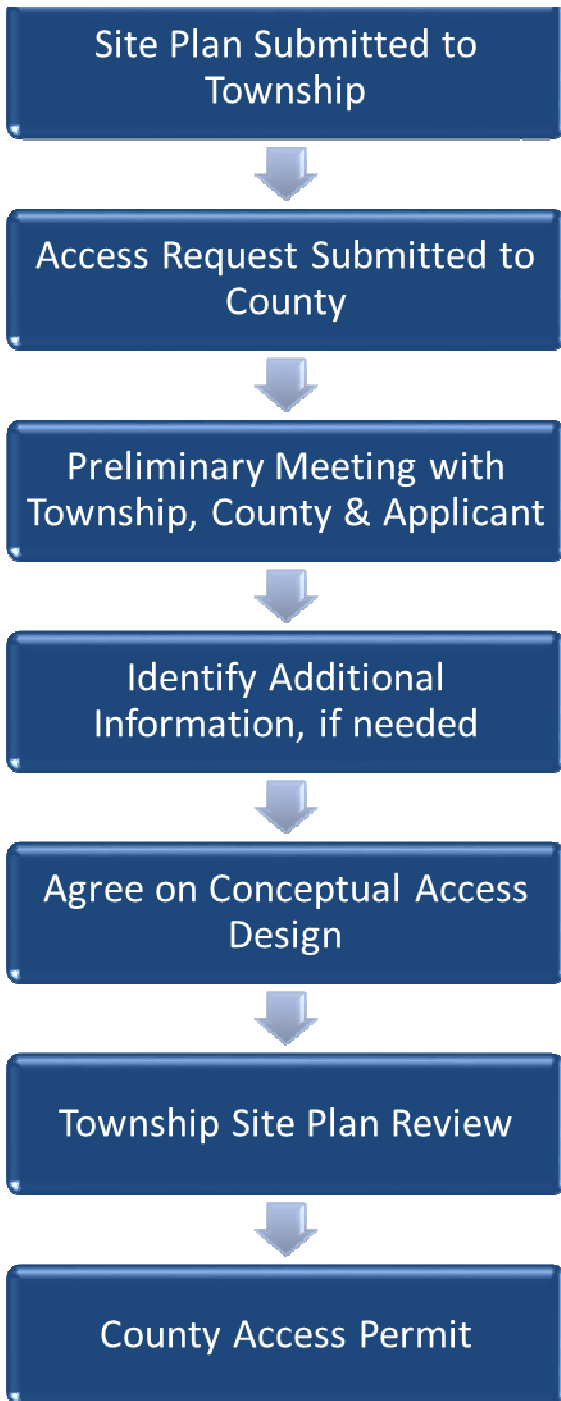 Site Plan Submitted to
Township
Access Request Submitted to
County
Preliminary Meeting with
Township, County & Applicant
Identify Additional
Information, if needed
Agree on Conceptual Access
Design
Township Site Plan Review
County Access Permit